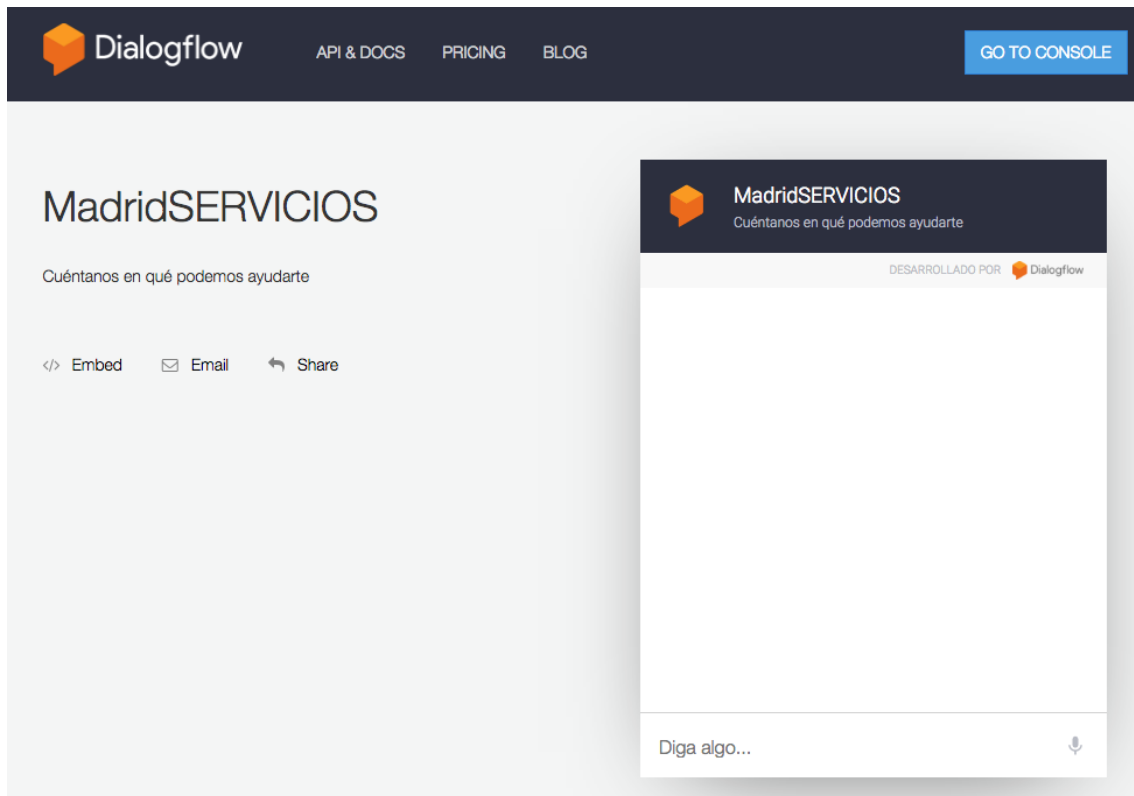 Dialogflow API & DOCS PRICING BLOG GO TO CONSOLE
MadridSERVICIOS
Cuéntanos en qué podemos ayudarte
</> Embed Email Share
MadridSERVICIOS
Cuéntanos en qué podemos ayudarte
DESARROLLADO POR Dialogflow
Diga algo...